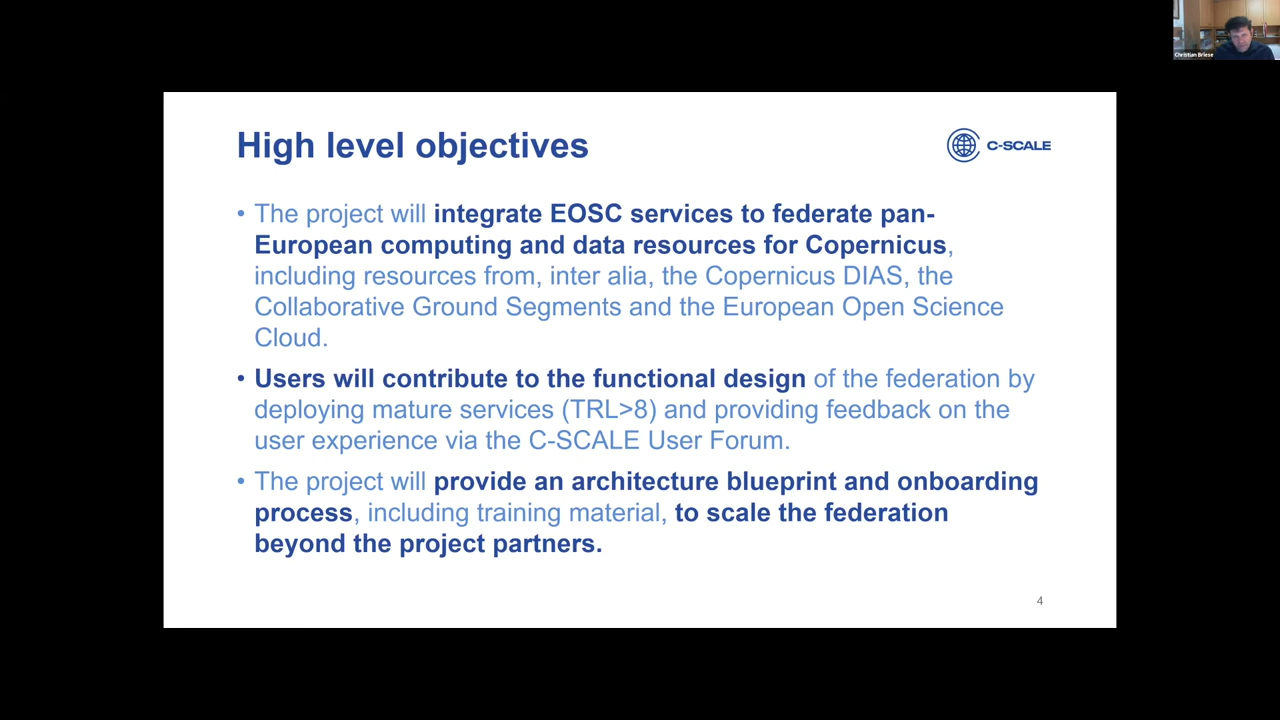 Christian Briese
High level objectives
C-SCALE
• The project will integrate EOSC services to federate pan-
European computing and data resources for Copernicus,
including resources from, inter alia, the Copernicus DIAS, the
Collaborative Ground Segments and the European Open Science
Cloud.
• Users will contribute to the functional design of the federation by
deploying mature services (TRL>8) and providing feedback on the
user experience via the C-SCALE User Forum.
• The project will provide an architecture blueprint and onboarding
process, including training material, to scale the federation
beyond the project partners.
4